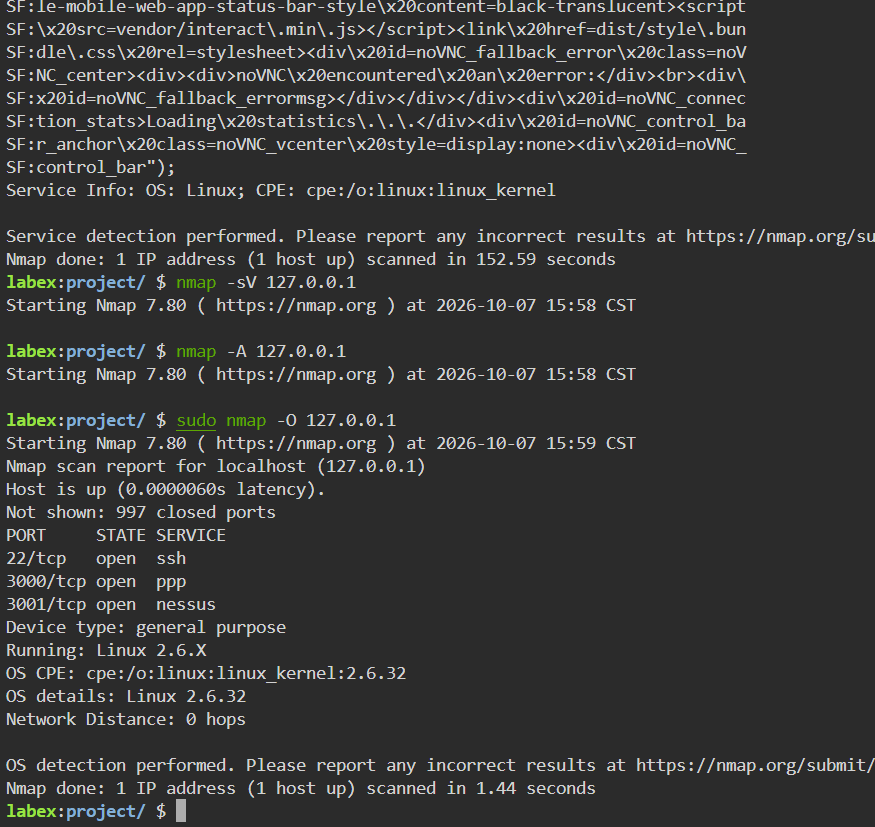 SF:le-mobile-web-app-status-bar-style\x20content=black-translucent><script
SF:\x20src=vendor/interact\.min\.js></script><link\x20href=dist/style\.bun
SF:dle\.css\x20rel=stylesheet><div\x20id=noVNC_fallback_error\x20class=noV
SF:NC_center><div><div>noVNC\x20encountered\x20an\x20error:</div><br><div\
SF:x20id=noVNC_fallback_errormsg></div></div></div><div\x20id=noVNC_connec
SF:tion_stats>Loading\x20statistics\.\.\.</div><div\x20id=noVNC_control_ba
SF:r_anchor\x20class=noVNC_vcenter\x20style=display:none><div\x20id=noVNC_
SF:control_bar");
Service Info: OS: Linux; CPE: cpe:/o:linux:linux_kernel
Service detection performed. Please report any incorrect results at https://nmap.org/su
Nmap done: 1 IP address (1 host up) scanned in 152.59 seconds
labex:project/ $ nmap -sV 127.0.0.1
Starting Nmap 7.80 ( https://nmap.org ) at 2026-10-07 15:58 CST
labex:project/ $ nmap -A 127.0.0.1
Starting Nmap 7.80 ( https://nmap.org ) at 2026-10-07 15:58 CST
labex:project/ $ sudo nmap -O 127.0.0.1
Starting Nmap 7.80 ( https://nmap.org ) at 2026-10-07 15:59 CST
Nmap scan report for localhost (127.0.0.1)
Host is up (0.0000060s latency).
Not shown: 997 closed ports
PORT     STATE SERVICE
22/tcp   open  ssh
3000/tcp open  ppp
3001/tcp open  nessus
Device type: general purpose
Running: Linux 2.6.X
OS CPE: cpe:/o:linux:linux_kernel:2.6.32
OS details: Linux 2.6.32
Network Distance: 0 hops
OS detection performed. Please report any incorrect results at https://nmap.org/submit/
Nmap done: 1 IP address (1 host up) scanned in 1.44 seconds
labex:project/ $